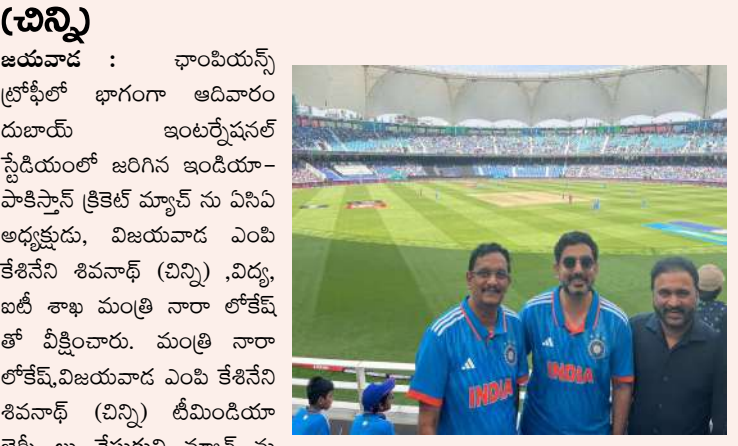 (చిన్ని)
జయవాడ : ఛాంపియన్స్
ట్రోఫీలో భాగంగా ఆదివారం
దుబాయ్ ఇంటర్నేషనల్
స్టేడియంలో జరిగిన ఇండియా-
పాకిస్తాన్ క్రికెట్ మ్యాచ్ ను ఏసిఏ
అధ్యక్షుడు, విజయవాడ ఎంపి
కేశినేని శివనాథ్ (చిన్ని) ,విద్య,
ఐటీ శాఖ మంత్రి నారా లోకేష్
తో వీక్షించారు. మంత్రి నారా
లోకేష్,విజయవాడ ఎంపి కేశినేని
శివనాథ్ (చిన్ని) టీమిండియా
INDIA
INDIA